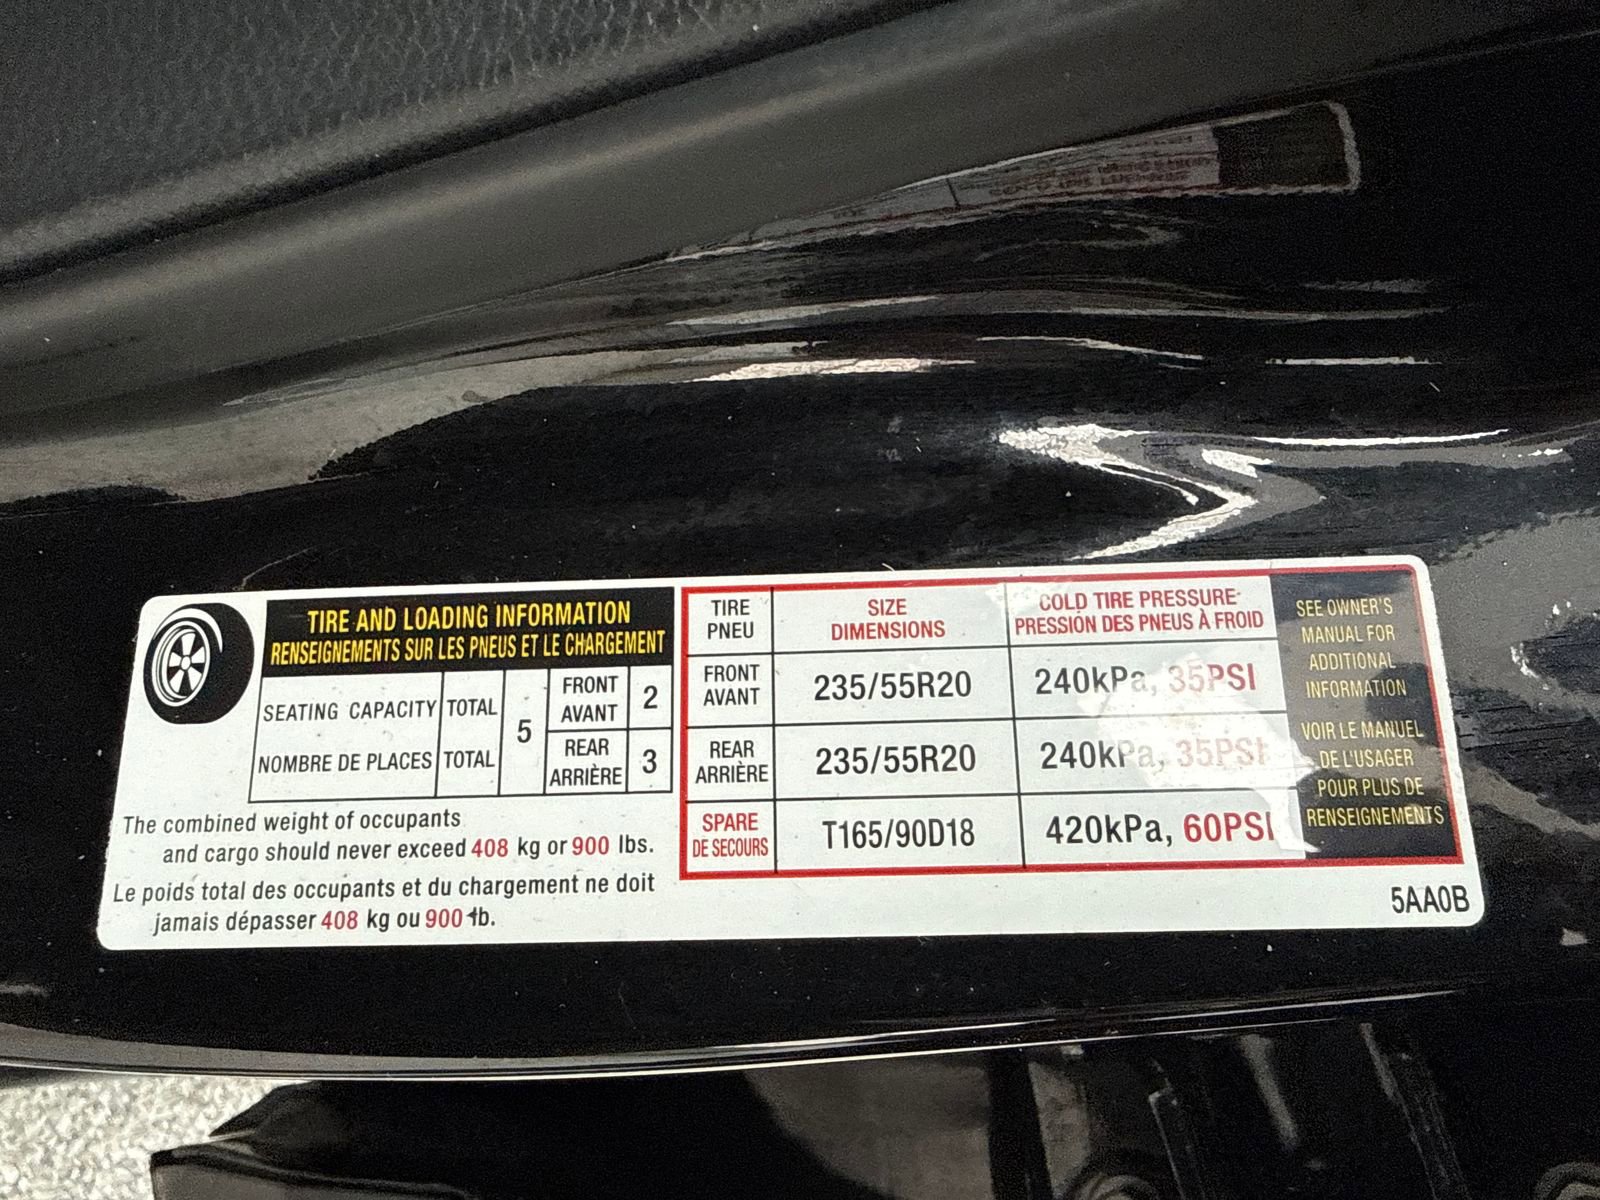 TIRE AND LOADING INFORMATION
RENSEIGNEMENTS SUR LES PNEUS ET LE CHARGEMENT
SEATING CAPACITY TOTAL 5 FRONT AVANT 2
NOMBRE DE PLACES TOTAL REAR ARRIÈRE 3
The combined weight of occupants
and cargo should never exceed 408 kg or 900 lbs.
Le poids total des occupants et du chargement ne doit
jamais dépasser 408 kg ou 900 lb.
TIRE PNEU SIZE DIMENSIONS COLD TIRE PRESSURE PRESSION DES PNEUS À FROID
FRONT AVANT 235/55R20 240kPa, 35PSI
REAR ARRIÈRE 235/55R20 240kPa, 35PSI
SPARE DE SECOURS T165/90D18 420kPa, 60PSI
SEE OWNER'S
MANUAL FOR
ADDITIONAL
INFORMATION
VOIR LE MANUEL
DE L'USAGER
POUR PLUS DE
RENSEIGNEMENTS
5AA0B